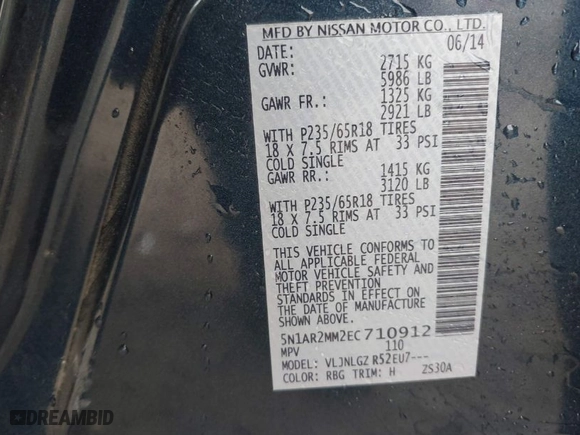 MFD BY NISSAN MOTOR CO., LTD.
DATE: 06/14
GVWR: 2715 KG
5986 LB
GAWR FR.: 1325 KG
2921 LB
WITH P235/65R18 TIRES
18 X 7.5 RIMS AT 33 PSI
COLD SINGLE
GAWR RR.: 1415 KG
3120 LB
WITH P235/65R18 TIRES
18 X 7.5 RIMS AT 33 PSI
COLD SINGLE
THIS VEHICLE CONFORMS TO
ALL APPLICABLE FEDERAL
MOTOR VEHICLE SAFETY AND
THEFT PREVENTION
STANDARDS IN EFFECT ON
THE DATE OF MANUFACTURE
SHOWN ABOVE.
5N1AR2MM2EC710912
MPV 110
MODEL: VLJNLGZ R52EU7---
COLOR: RBG TRIM: H ZS30A
DREAMBID